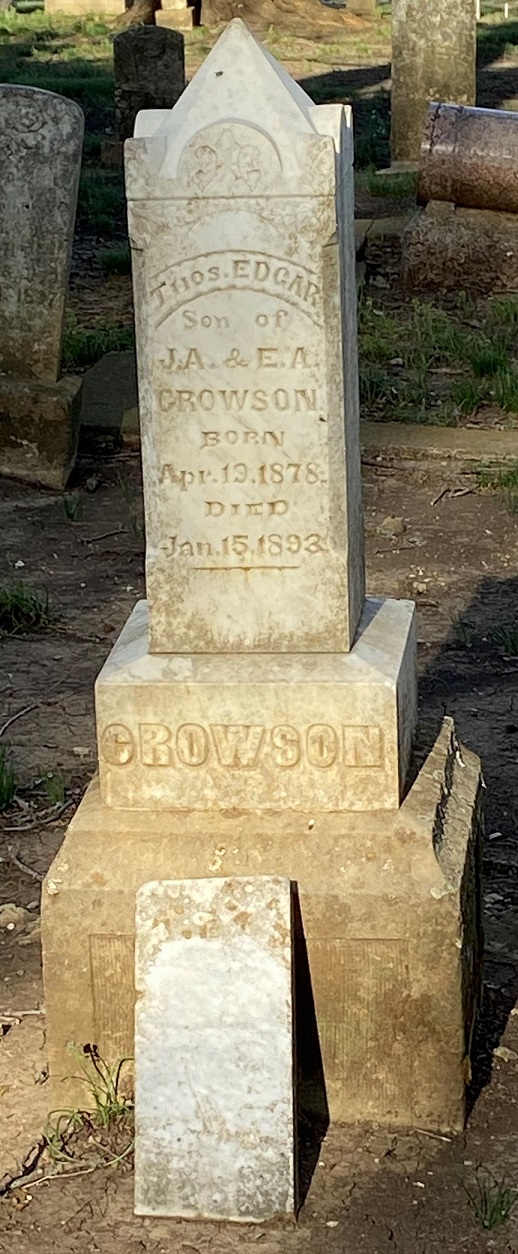 Thos. EDGAR
Son of
J.A. & E.A.
CROWSON
BORN
Apr. 19. 1878.
DIED
Jan. 15, 1893.
CROWSON